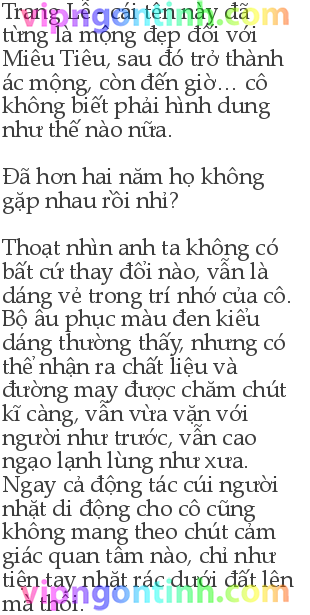 Trạng Lễ, cái tên này đã
từng là mộng đẹp đối với
Miêu Tiêu, sau đó trở thành
ác mộng, còn đến giờ... cô
không biết phải hình dung
như thế nào nữa.
Đã hơn hai năm họ không
gặp nhau rồi nhỉ?
Thoạt nhìn anh ta không có
bất cứ thay đổi nào, vẫn là
dáng vẻ trong trí nhớ của cô.
Bộ âu phục màu đen kiểu
dáng thường thấy, nhưng có
thể nhận ra chất liệu và
đường may được chăm chút
kĩ càng, vẫn vừa vặn với
người như trước, vẫn cao
ngạo lạnh lùng như xưa.
Ngay cả động tác cúi người
nhặt di động cho cô cũng
không mang theo chút cảm
giác quan tâm nào, chỉ như
tiện tay nhặt rác dưới đất lên
mà thôi.
vipngontinh.com
vipngontinh.com